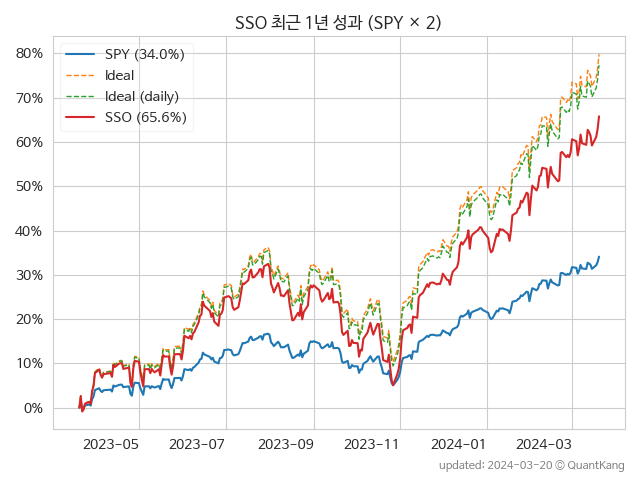 SSO 최근 1년 성과 (SPY × 2)
SPY (34.0%)
Ideal
Ideal (daily)
SSO (65.6%)
80%
70%
60%
50%
40%
30%
20%
10%
0%
2023-05 2023-07 2023-09 2023-11 2024-01 2024-03
updated: 2024-03-20 © QuantKang